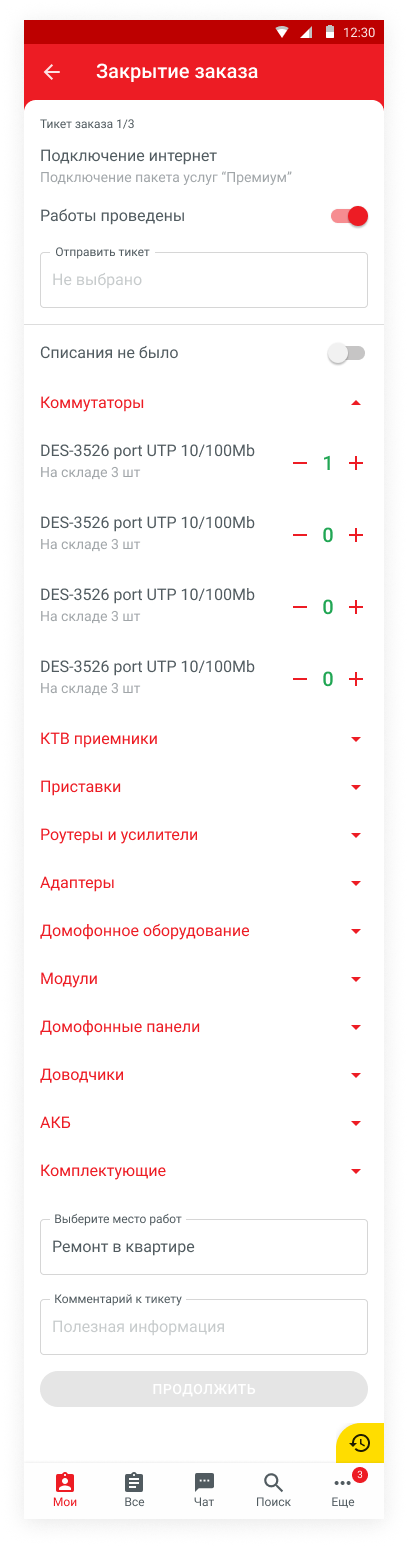 12:30
Закрытие заказа
Тикет заказа 1/3
Подключение интернет
Подключение пакета услуг “Премиум”
Работы проведены
Отправить тикет
Не выбрано
Списания не было
Коммутаторы
DES-3526 port UTP 10/100Mb
На складе 3 шт
1
DES-3526 port UTP 10/100Mb
На складе 3 шт
0
DES-3526 port UTP 10/100Mb
На складе 3 шт
0
DES-3526 port UTP 10/100Mb
На складе 3 шт
0
КТВ приемники
Приставки
Роутеры и усилители
Адаптеры
Домофонное оборудование
Модули
Домофонные панели
Доводчики
АКБ
Комплектующие
Выберите место работ
Ремонт в квартире
Комментарий к тикету
Полезная информация
ПРОДОЛЖИТЬ
3
Мои Все Чат Поиск Еще